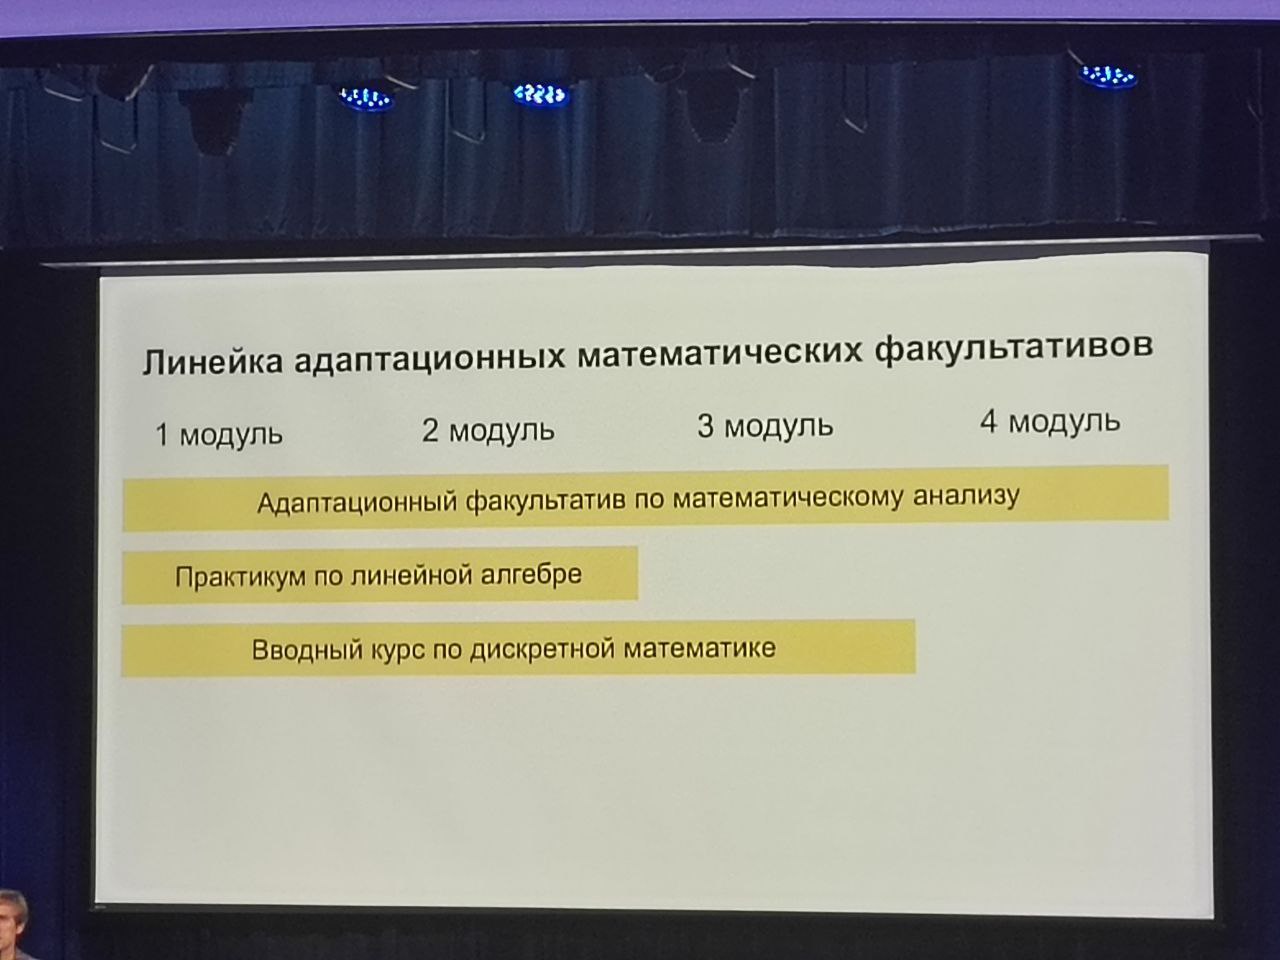 Линейка адаптационных математических факультативов
1 модуль 2 модуль 3 модуль 4 модуль
Адаптационный факультатив по математическому анализу
Практикум по линейной алгебре
Вводный курс по дискретной математике